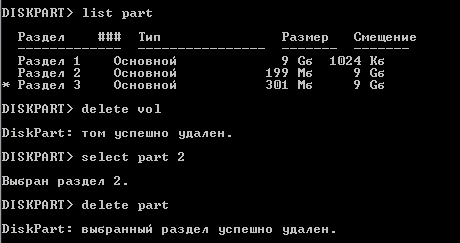 DISKPART> list part
Раздел    ###  Тип               Размер   Смещение
-------------  ----------------  -------  -------
Раздел 1    Основной             9 Gб  1024 Kб
Раздел 2    Основной           199 Mб     9 Gб
* Раздел 3    Основной           301 Mб     9 Gб
DISKPART> delete vol
DiskPart: том успешно удален.
DISKPART> select part 2
Выбран раздел 2.
DISKPART> delete part
DiskPart: выбранный раздел успешно удален.